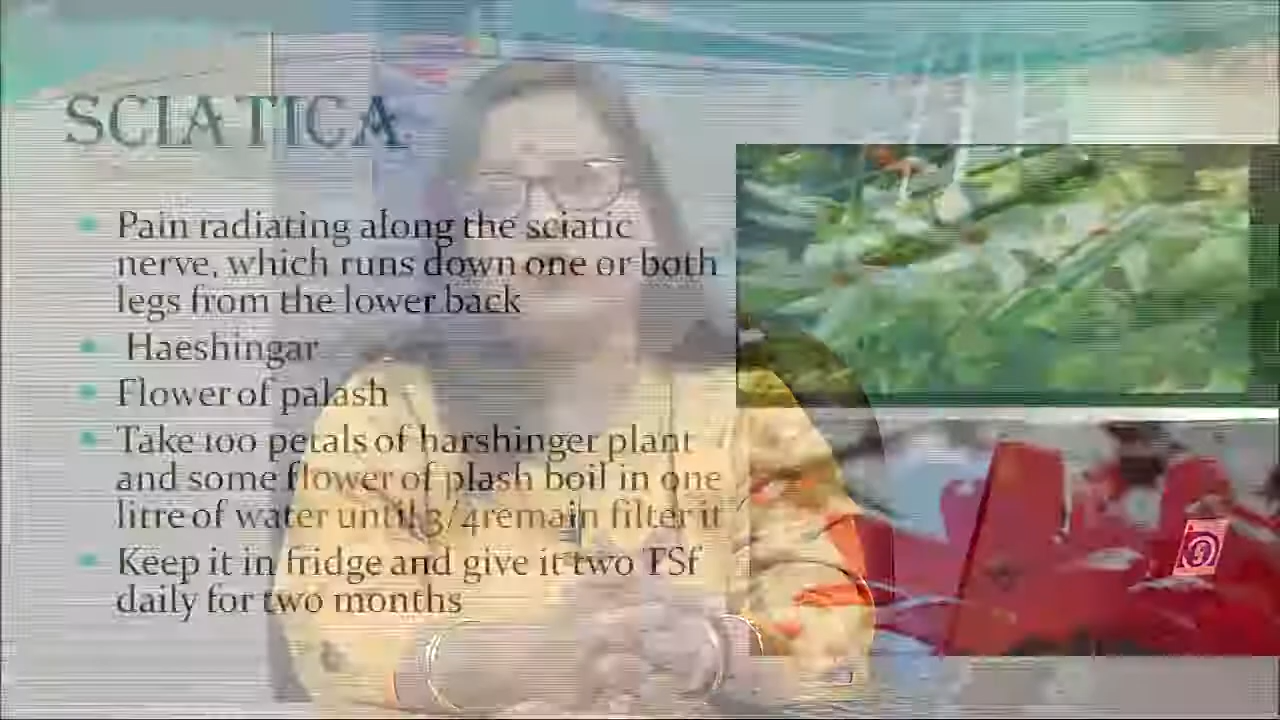 SCIATICA
Pain radiating along the sciatic
nerve, which runs down one or both
legs from the lower back
Haeshingar
Flower of palash
Take 100 petals of harshinger plant
and some flower of plash boil in one
litre of water until 3/4remain filter it
Keep it in fridge and give it two TSf
daily for two months